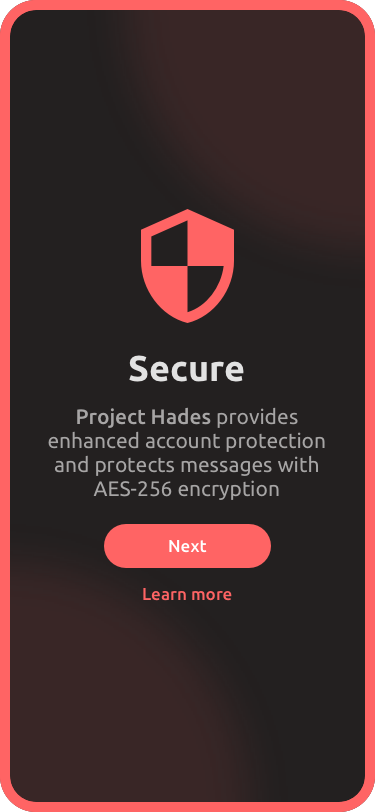 Secure
Project Hades provides
enhanced account protection
and protects messages with
AES-256 encryption
Next
Learn more